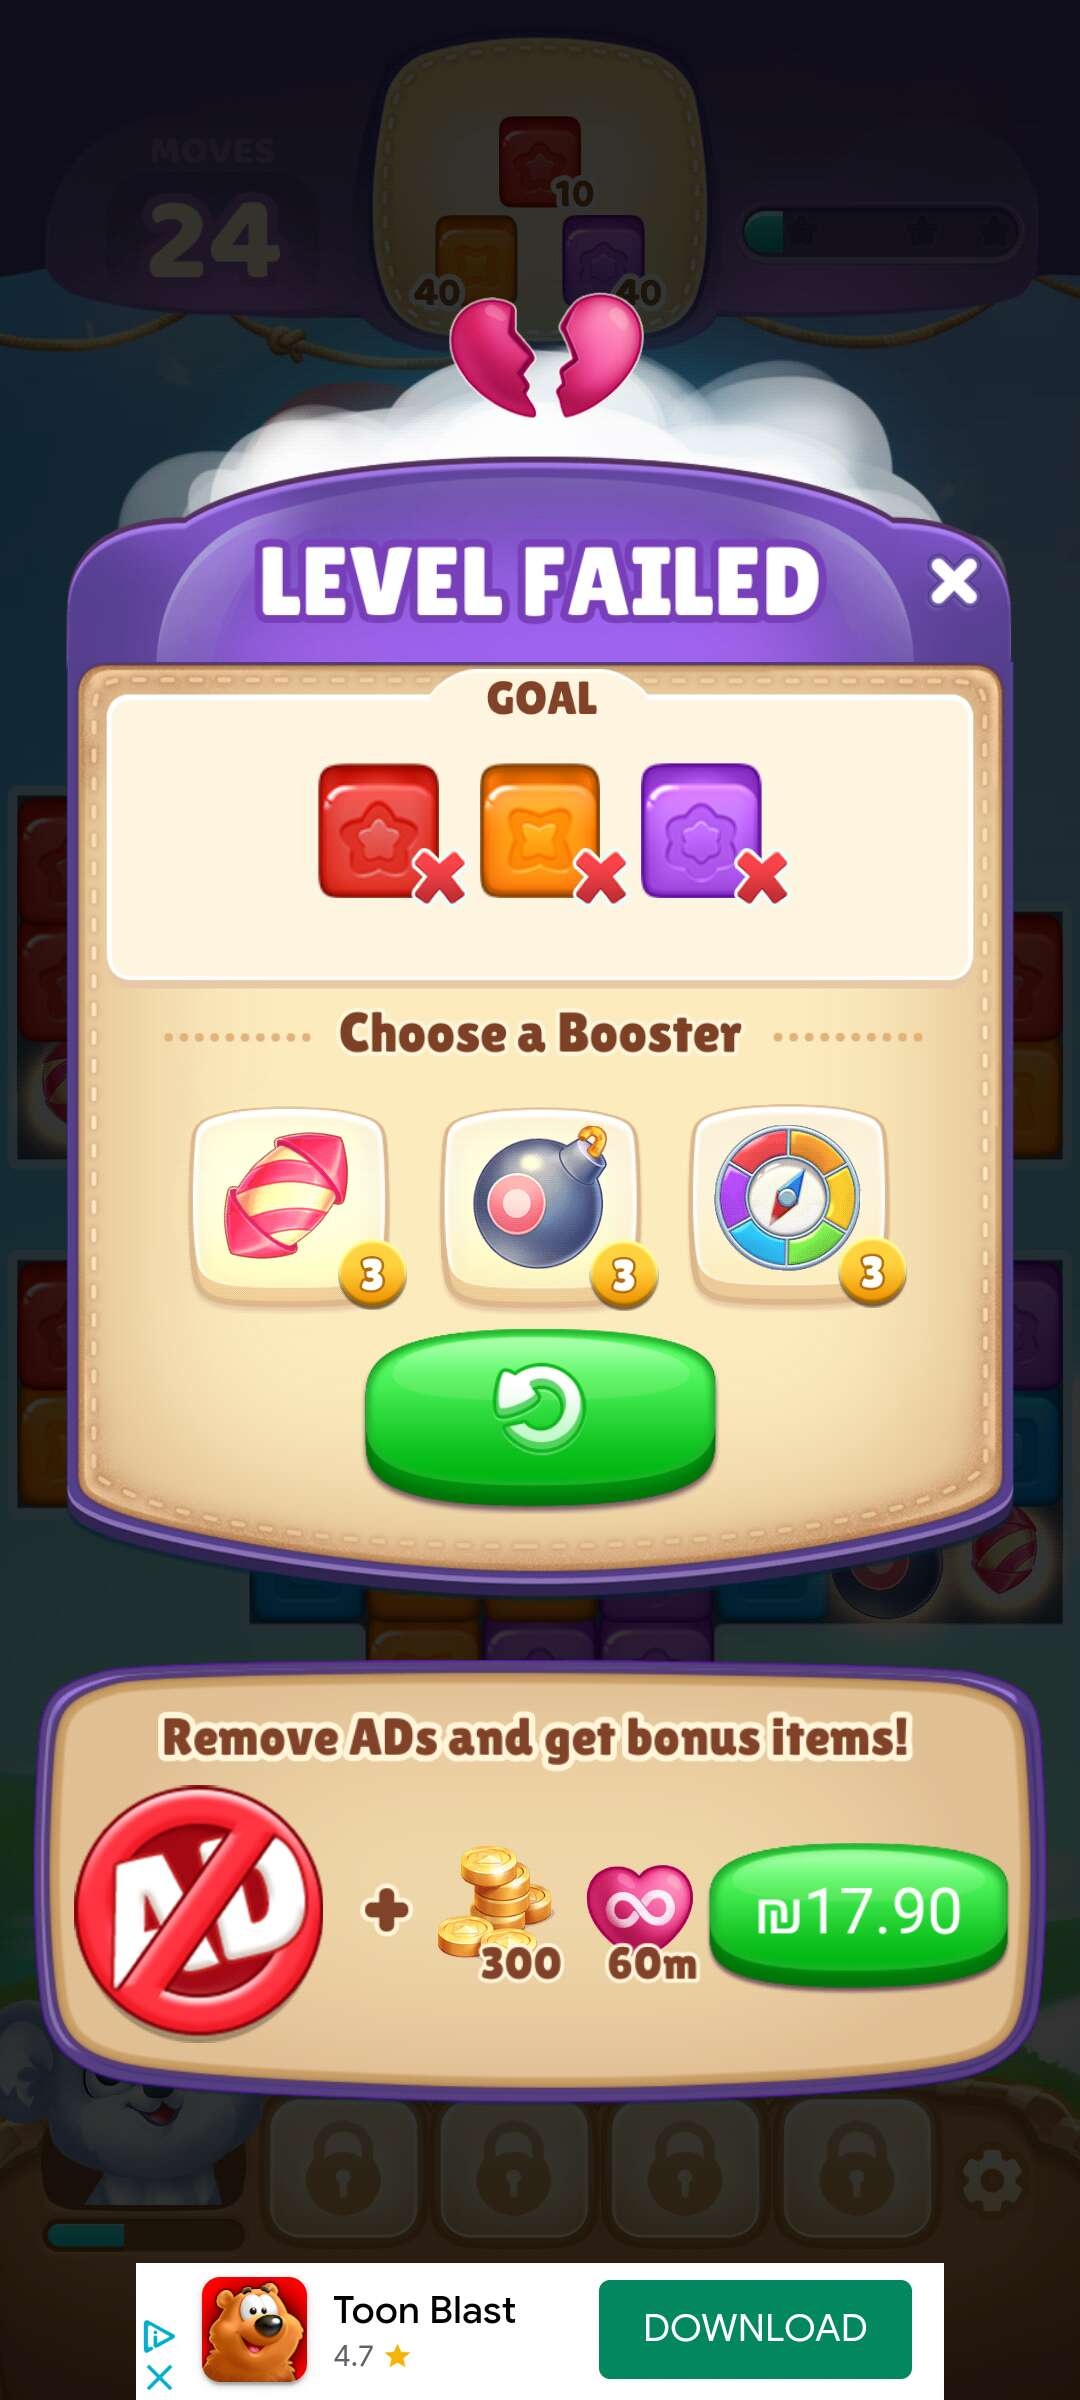 MOVES
24
10
40
40
LEVEL FAILED
GOAL
Choose a Booster
3
3
3
Remove ADs and get bonus items!
AD
+
300
60m
₪17.90
Toon Blast
4.7
DOWNLOAD